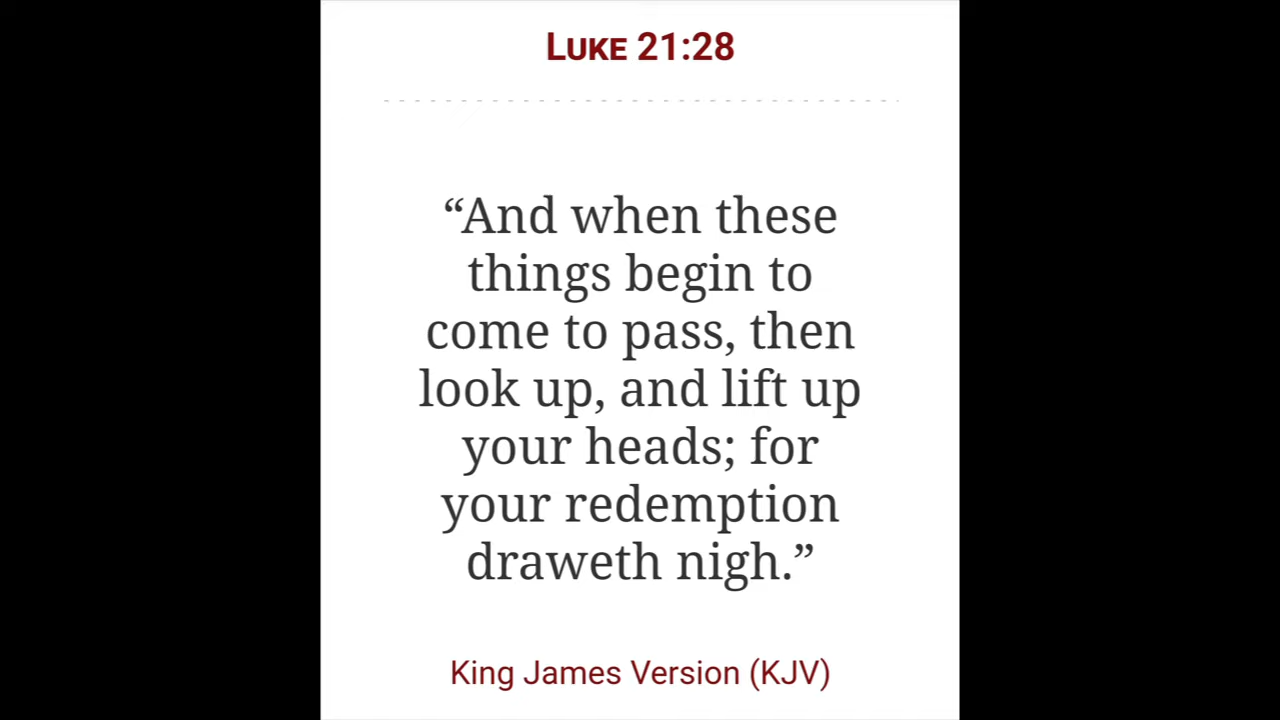 LUKE 21:28
“And when these
things begin to
come to pass, then
look up, and lift up
your heads; for
your redemption
draweth nigh.”
King James Version (KJV)